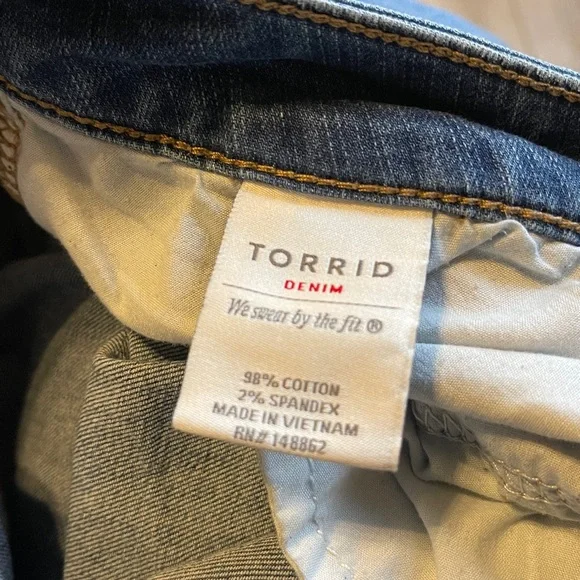 TORRID
DENIM
We swear by the fit ®
98% COTTON
2% SPANDEX
MADE IN VIETNAM
RN# 148862